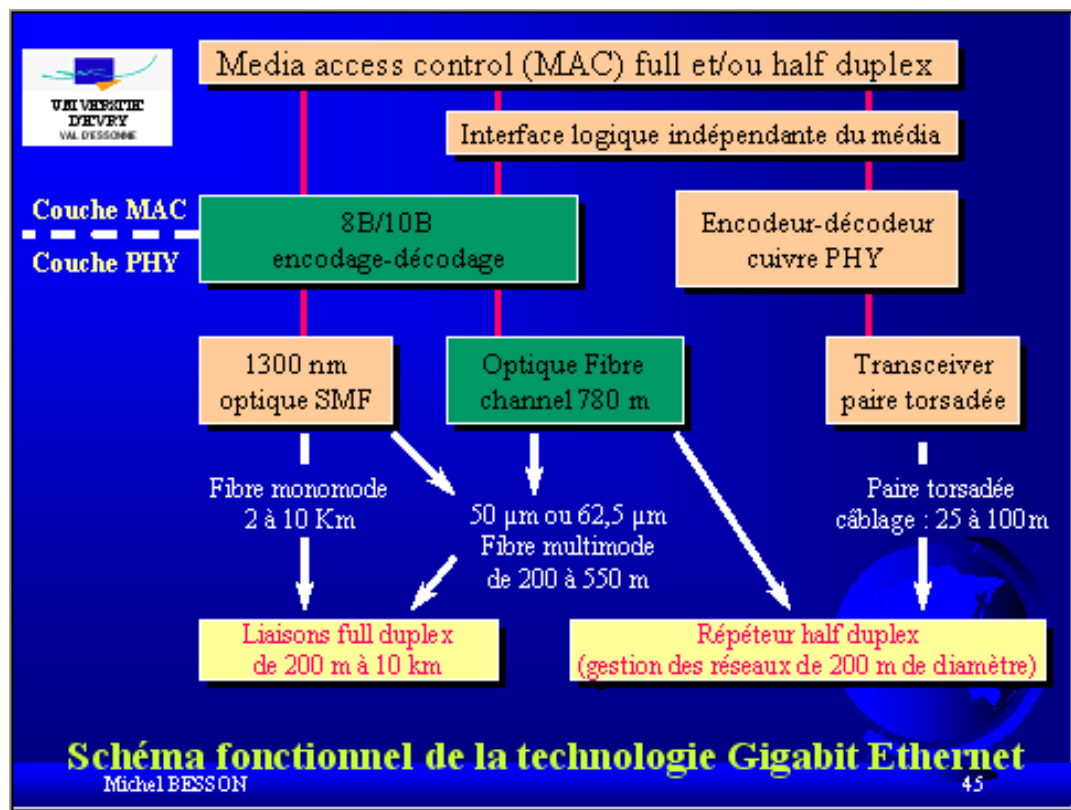 Media access control (MAC) full et/ou half duplex
UNIVERSITE
D'EVRY
VAL D'ESSONNE
Interface logique indépendante du média
Couche MAC
Couche PHY
8B/10B
encodage-décodage
Encodeur-décodeur
cuivre PHY
1300 nm
optique SMF
Optique Fibre
channel 780 m
Transceiver
paire torsadée
Fibre monomode
2 à 10 Km
50 µm ou 62,5 µm
Fibre multimode
de 200 à 550 m
Paire torsadée
câblage : 25 à 100 m
Liaisons full duplex
de 200 m à 10 km
Répéteur half duplex
(gestion des réseaux de 200 m de diamètre)
Schéma fonctionnel de la technologie Gigabit Ethernet
Michel BESSON
45